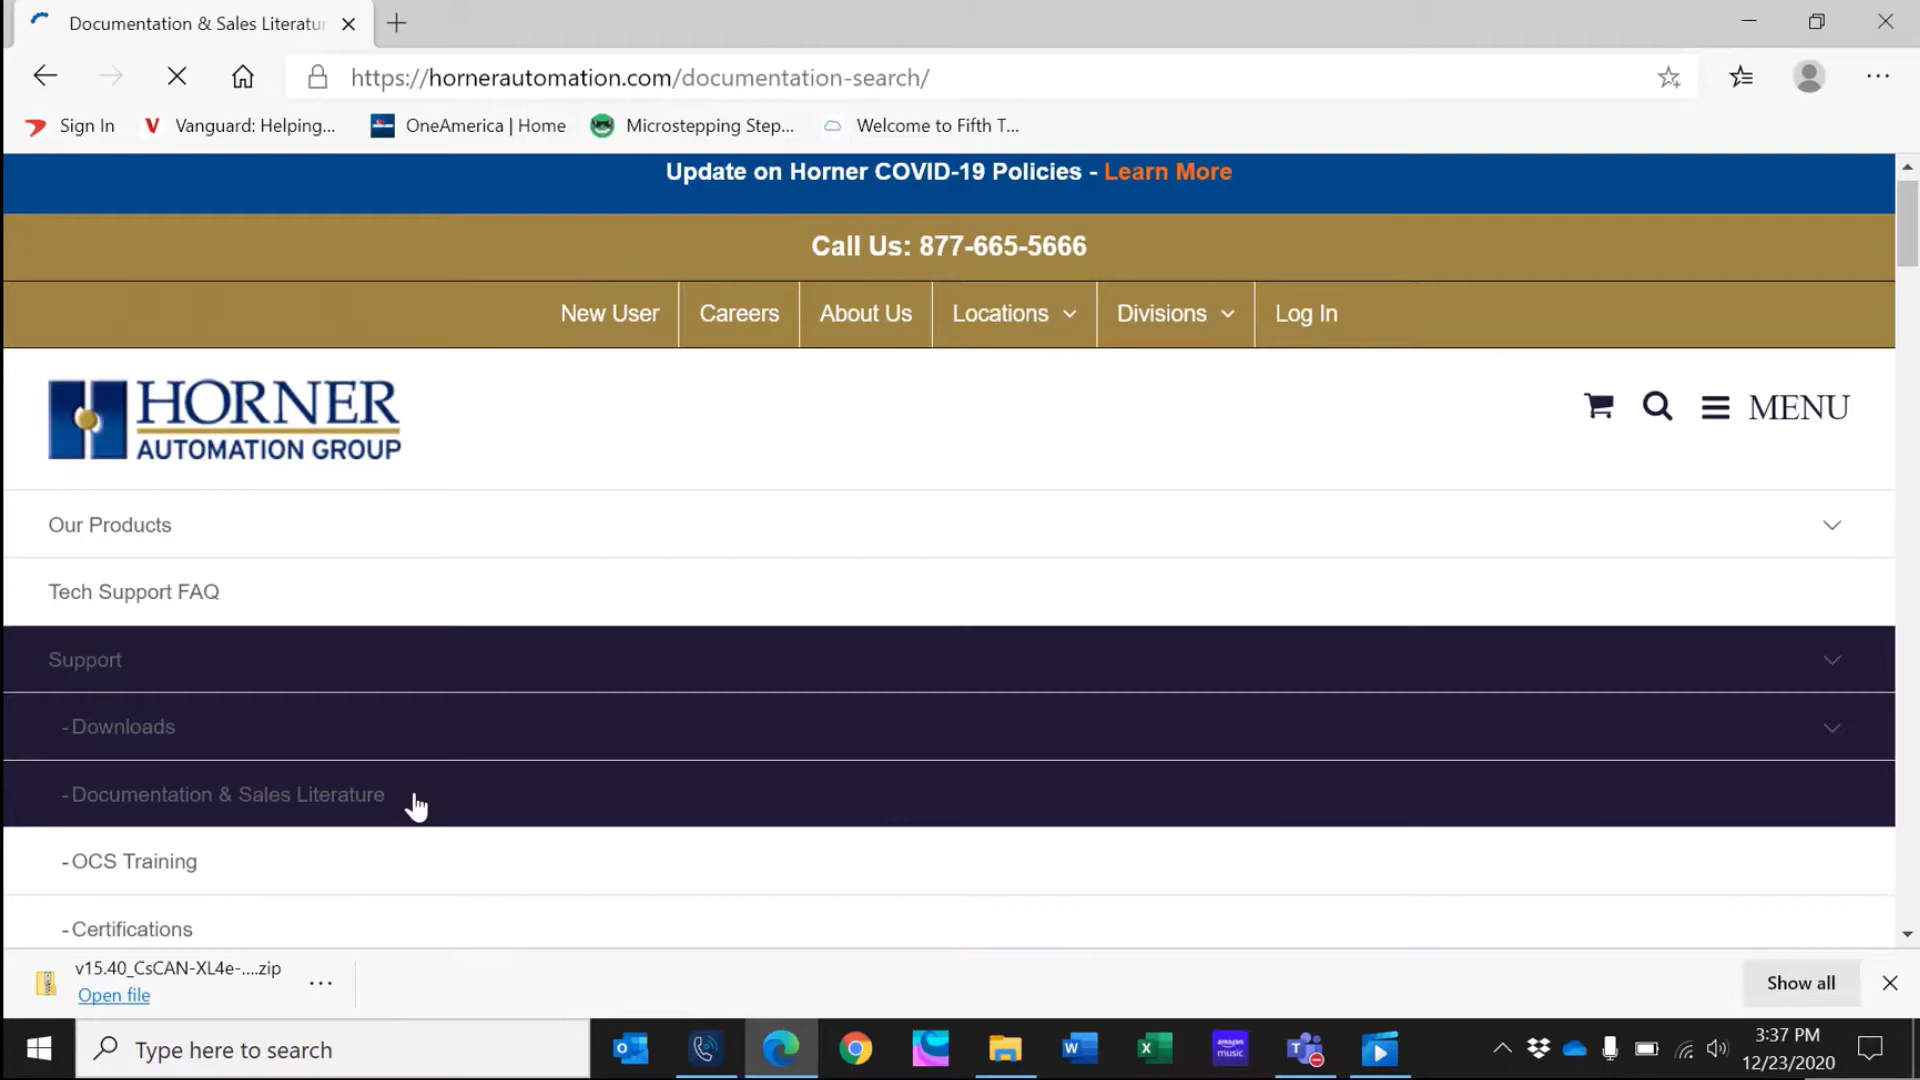 Documentation & Sales Literatur
https://hornerautomation.com/documentation-search/
Sign In
Vanguard: Helping...
OneAmerica | Home
Microstepping Step...
Welcome to Fifth T...
Update on Horner COVID-19 Policies - Learn More
Call Us: 877-665-5666
New User
Careers
About Us
Locations
Divisions
Log In
HORNER
AUTOMATION GROUP
MENU
Our Products
Tech Support FAQ
Support
-Downloads
-Documentation & Sales Literature
-OCS Training
-Certifications
v15.40_CsCAN-XL4e-....zip
Open file
Show all
Type here to search
amazon
music
3:37 PM
12/23/2020